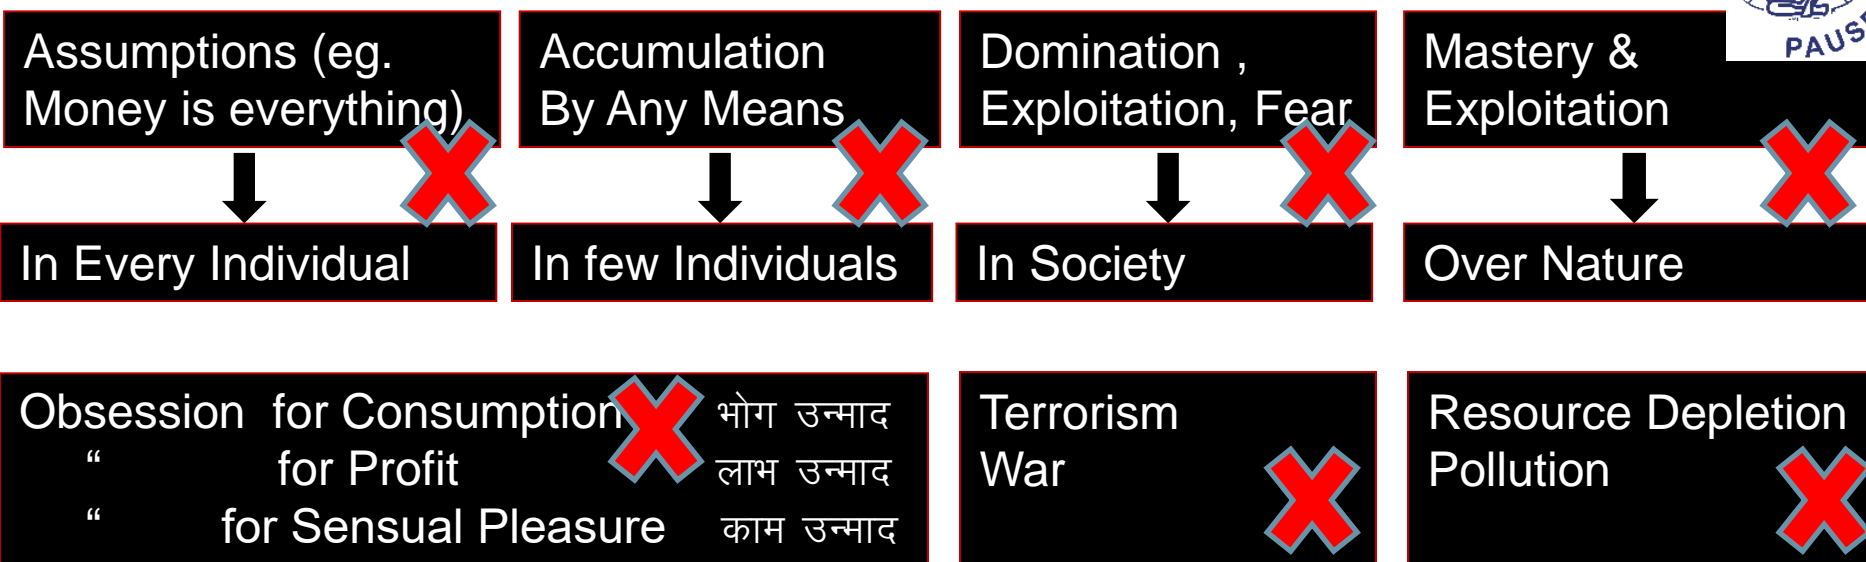 Assumptions (eg.
Money is everything)
Accumulation
By Any Means
Domination ,
Exploitation, Fear
Mastery &
Exploitation
In Every Individual
In few Individuals
In Society
Over Nature
Obsession for Consumption भोग उन्माद
“ for Profit लाभ उन्माद
“ for Sensual Pleasure काम उन्माद
Terrorism
War
Resource Depletion
Pollution